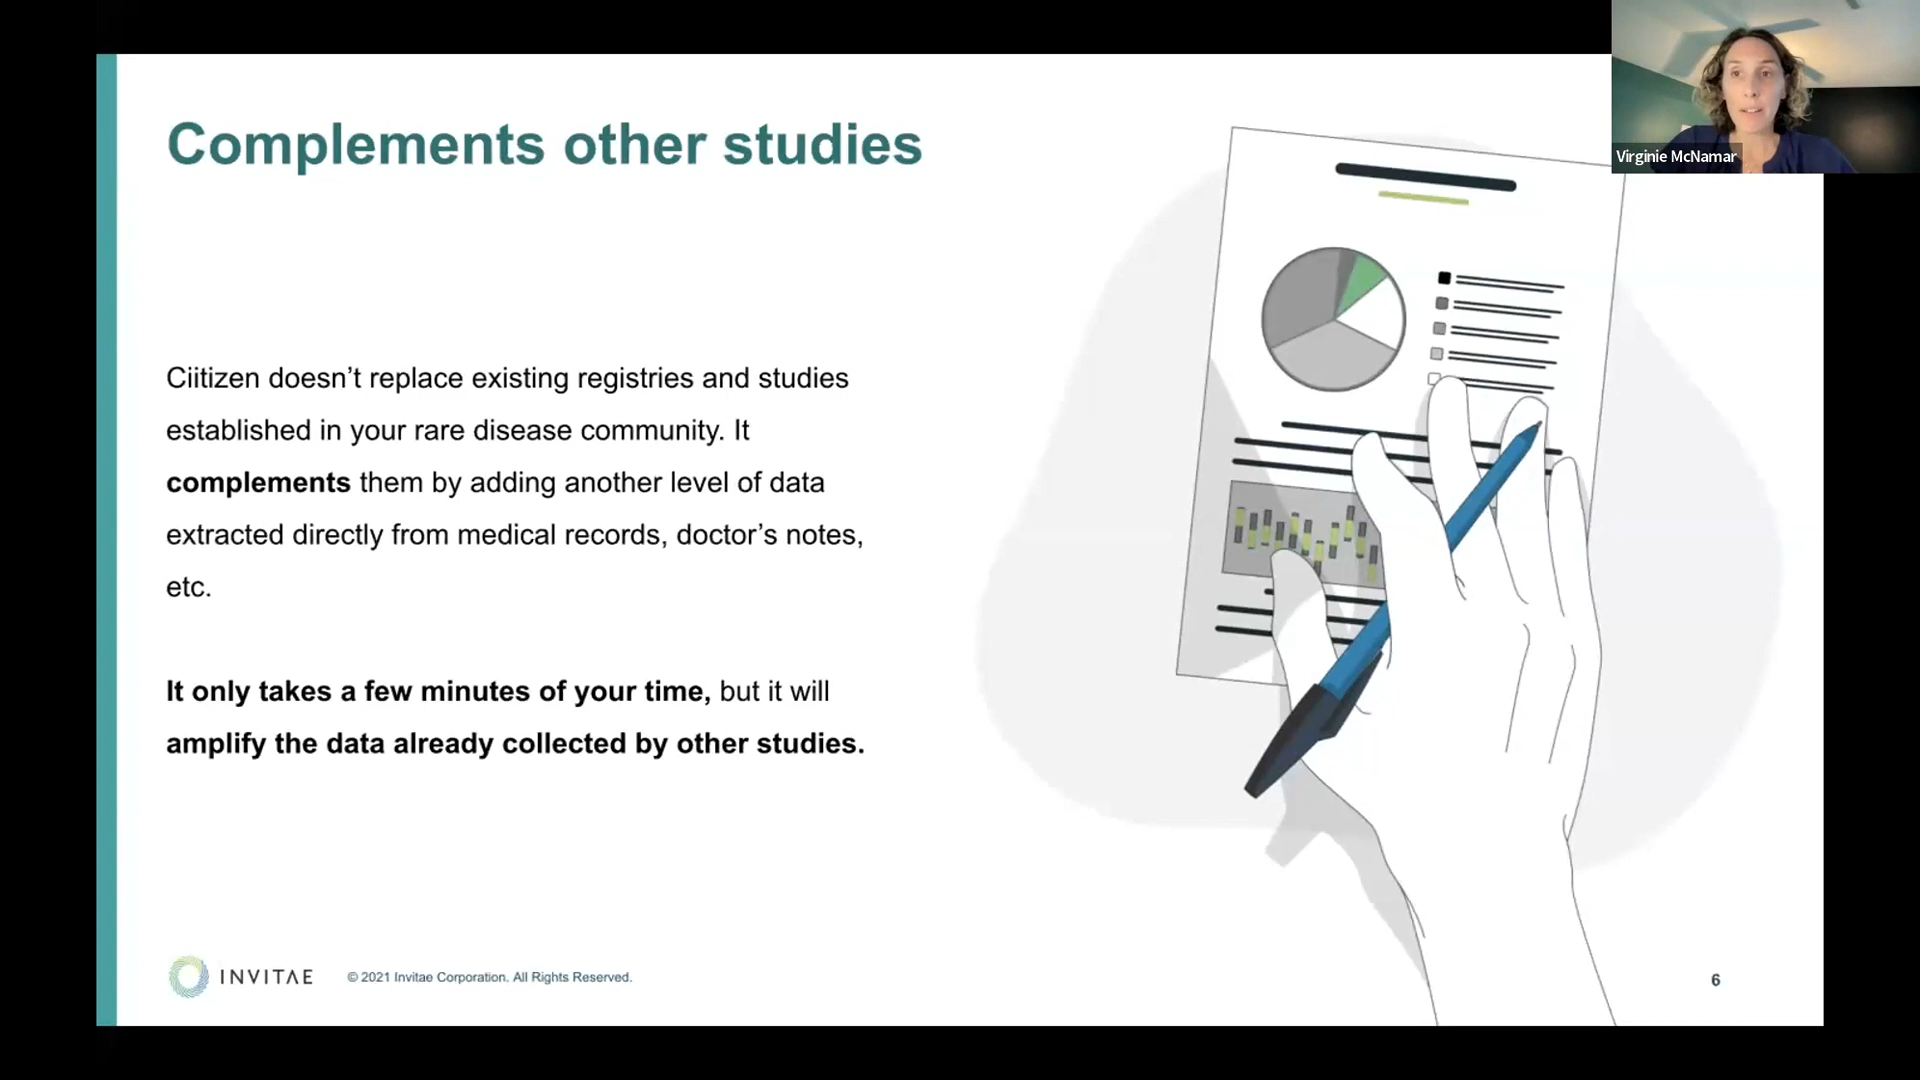 Virginie McNamar
Complements other studies
Ciitizen doesn’t replace existing registries and studies
established in your rare disease community. It
complements them by adding another level of data
extracted directly from medical records, doctor’s notes,
etc.
It only takes a few minutes of your time, but it will
amplify the data already collected by other studies.
INVITAE
© 2021 Invitae Corporation. All Rights Reserved.
6